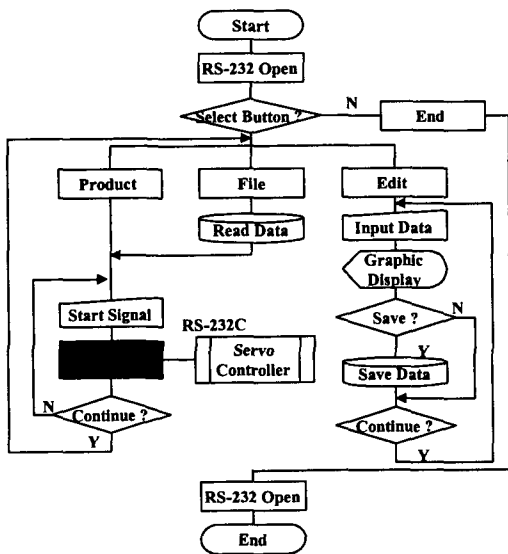 Start
RS-232 Open
Select Button ?
N
End
Product
File
Edit
Read Data
Input Data
Graphic
Display
Start Signal
RS-232C
Save ?
N
Servo
Controller
Y
Save Data
N
Continue ?
Y
Continue ?
Y
RS-232 Open
End